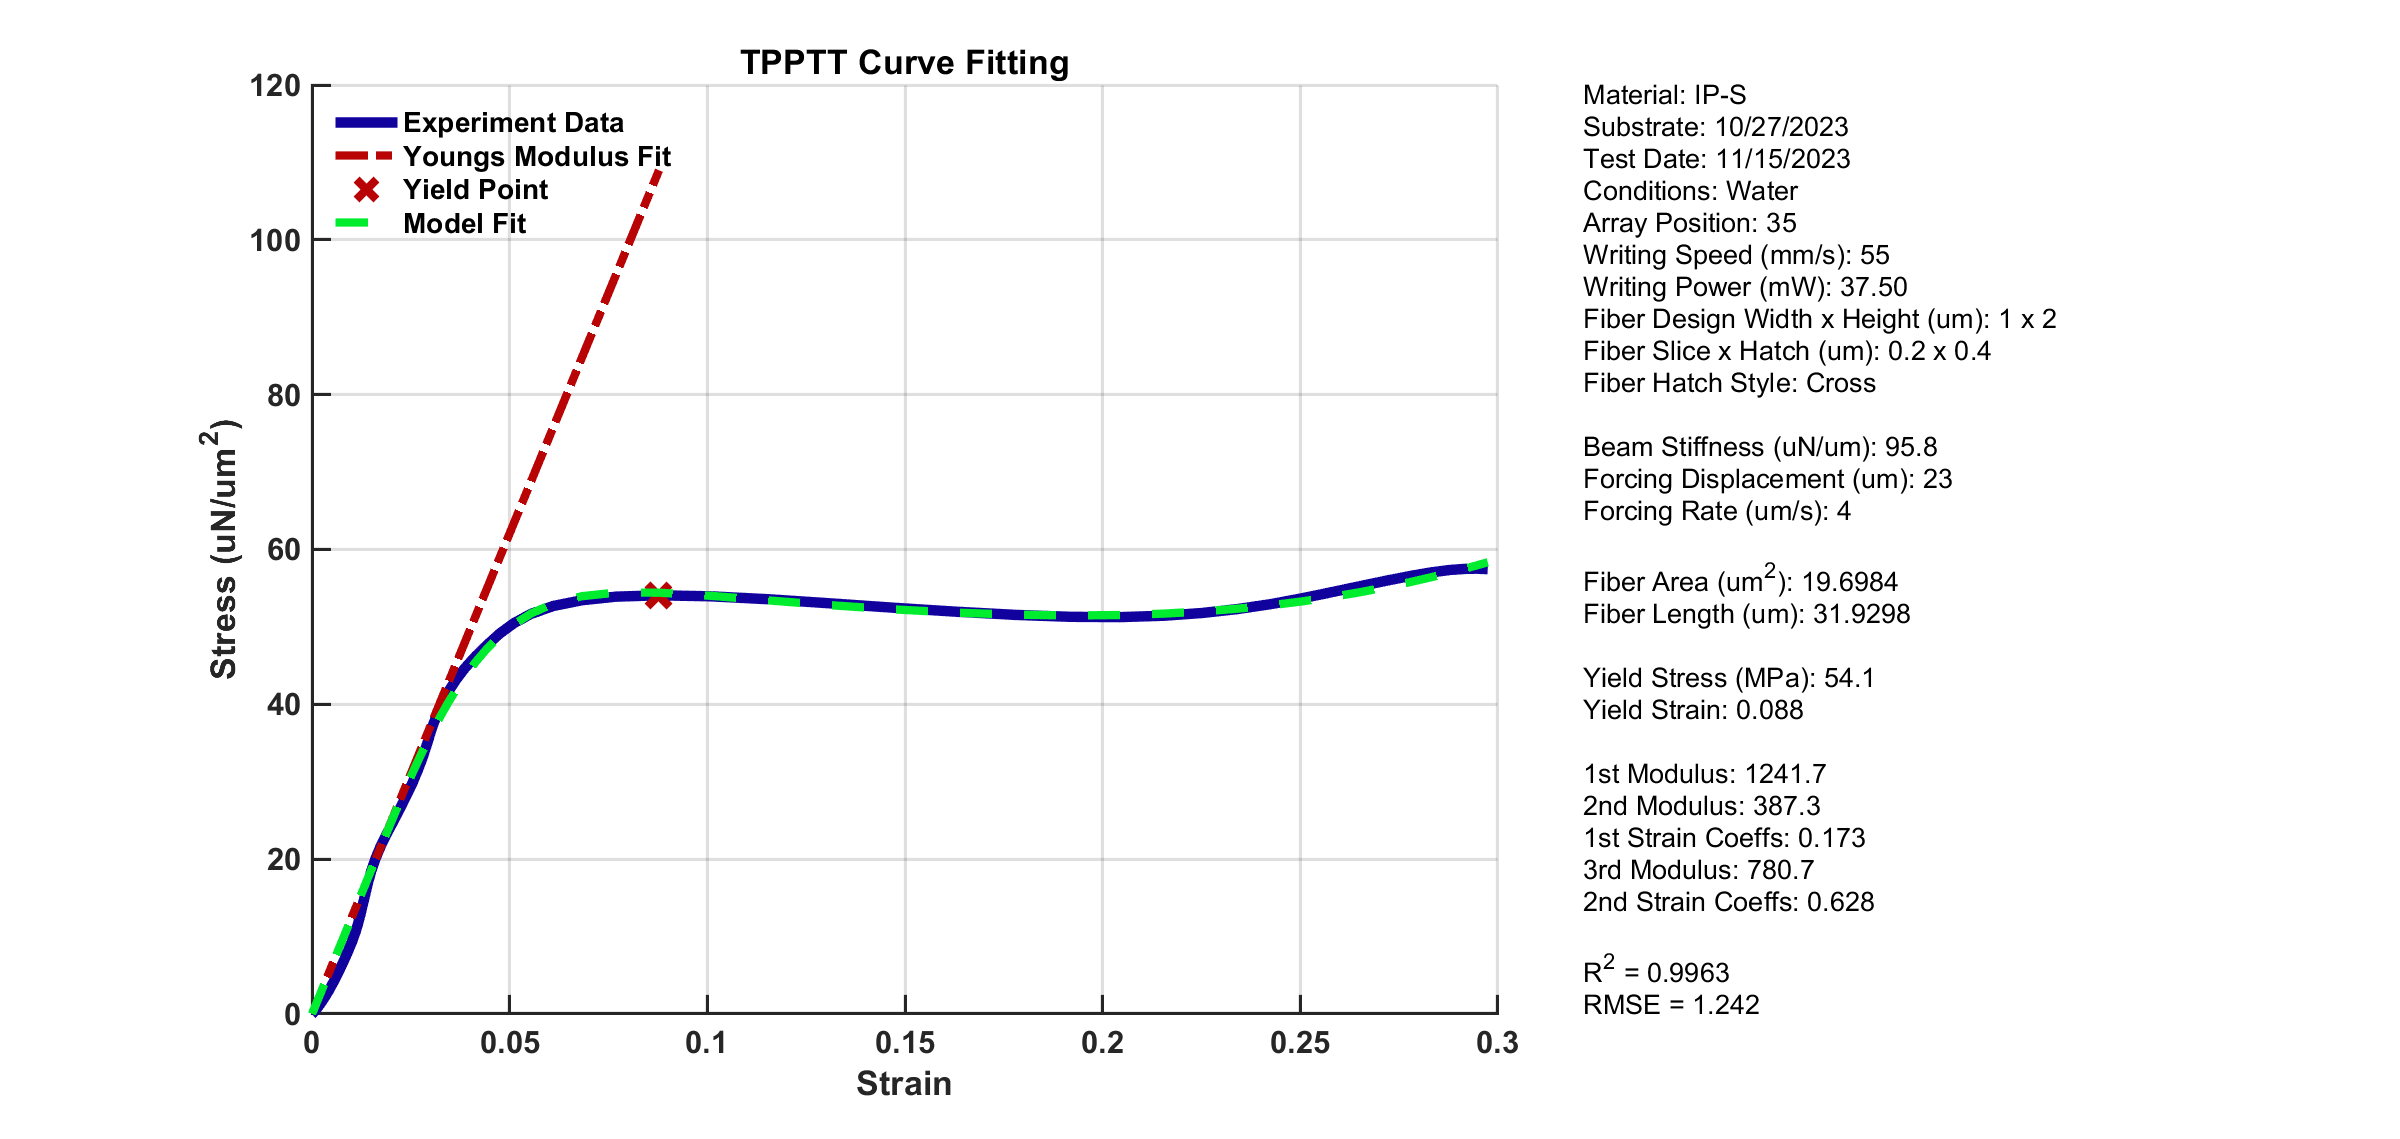 TPPTT Curve Fitting
120
100
80
60
40
20
0
Stress (uN/um²)
Experiment Data
Youngs Modulus Fit
Yield Point
Model Fit
0 0.05 0.1 0.15 0.2 0.25 0.3
Strain
Material: IP-S
Substrate: 10/27/2023
Test Date: 11/15/2023
Conditions: Water
Array Position: 35
Writing Speed (mm/s): 55
Writing Power (mW): 37.50
Fiber Design Width x Height (um): 1 x 2
Fiber Slice x Hatch (um): 0.2 x 0.4
Fiber Hatch Style: Cross
Beam Stiffness (uN/um): 95.8
Forcing Displacement (um): 23
Forcing Rate (um/s): 4
Fiber Area (um²): 19.6984
Fiber Length (um): 31.9298
Yield Stress (MPa): 54.1
Yield Strain: 0.088
1st Modulus: 1241.7
2nd Modulus: 387.3
1st Strain Coeffs: 0.173
3rd Modulus: 780.7
2nd Strain Coeffs: 0.628
R² = 0.9963
RMSE = 1.242